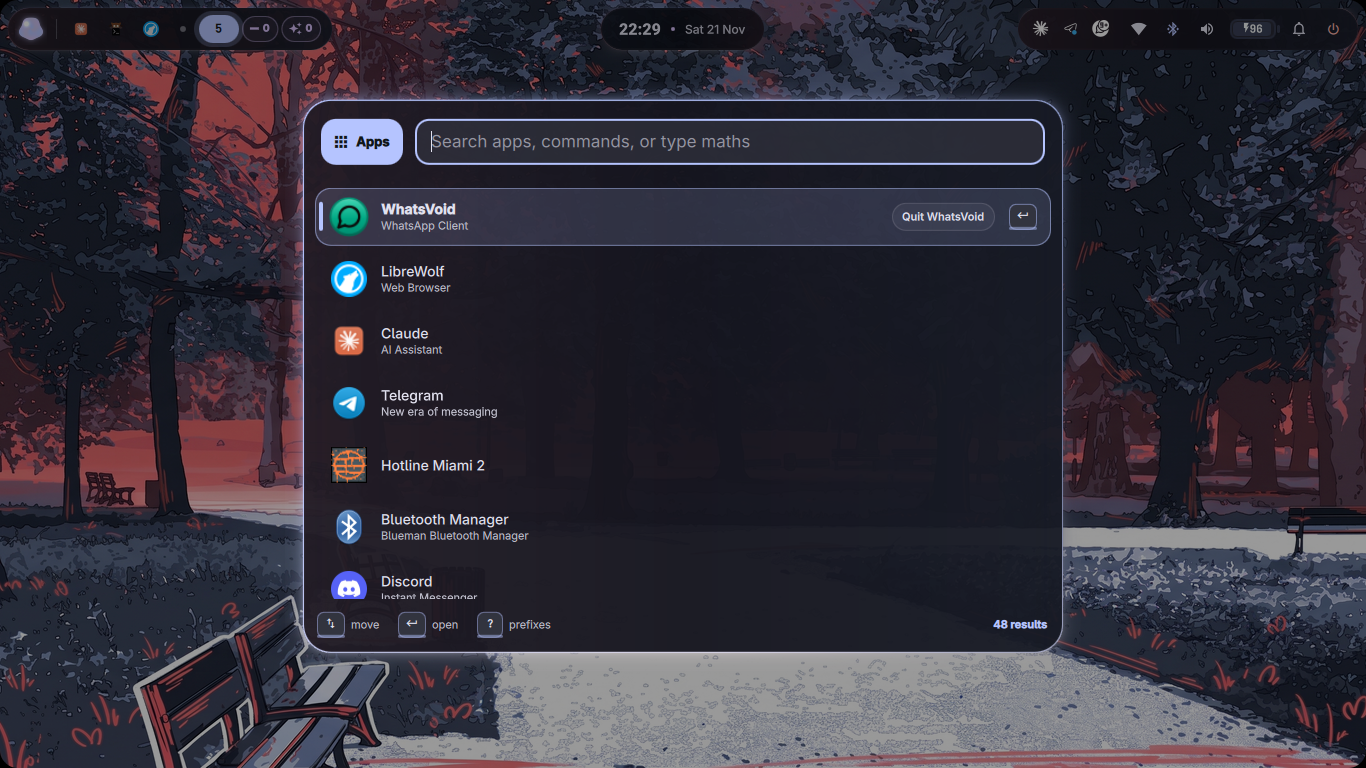 5
0
0
22:29 • Sat 21 Nov
96
Apps
Search apps, commands, or type maths
WhatsVoid
WhatsApp Client
Quit WhatsVoid
LibreWolf
Web Browser
Claude
AI Assistant
Telegram
New era of messaging
Hotline Miami 2
Bluetooth Manager
Blueman Bluetooth Manager
Discord
Instant Messenger
move
open
? prefixes
48 results